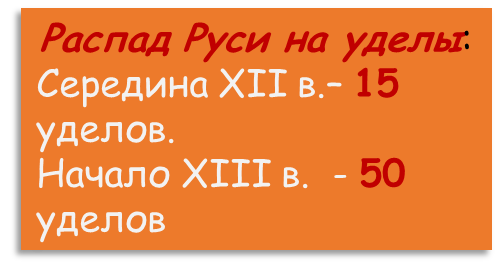 Распад Руси на уделы:
Середина XII в.– 15
уделов.
Начало XIII в. - 50
уделов